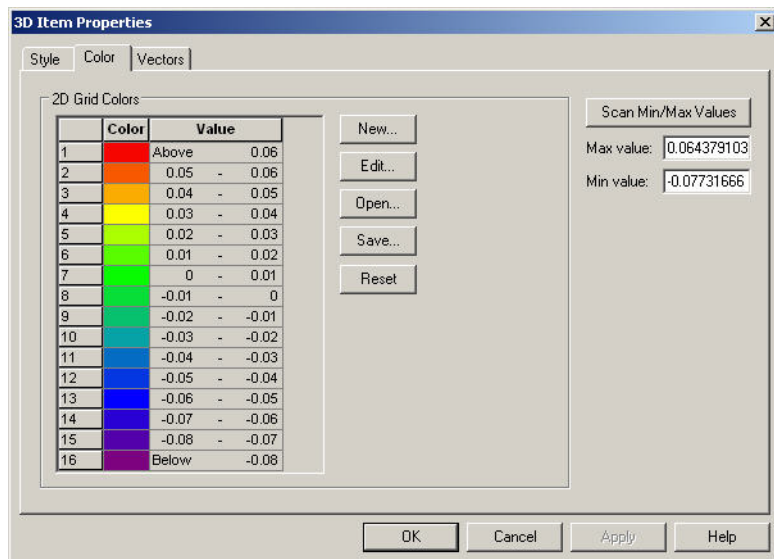 3D Item Properties
Style Color Vectors
2D Grid Colors
Color Value
1 Above 0.06
2 0.05 - 0.06
3 0.04 - 0.05
4 0.03 - 0.04
5 0.02 - 0.03
6 0.01 - 0.02
7 0 - 0.01
8 -0.01 - 0
9 -0.02 - -0.01
10 -0.03 - -0.02
11 -0.04 - -0.03
12 -0.05 - -0.04
13 -0.06 - -0.05
14 -0.07 - -0.06
15 -0.08 - -0.07
16 Below -0.08
New...
Edit...
Open...
Save...
Reset
Scan Min/Max Values
Max value: 0.064379103
Min value: -0.07731666
OK Cancel Apply Help